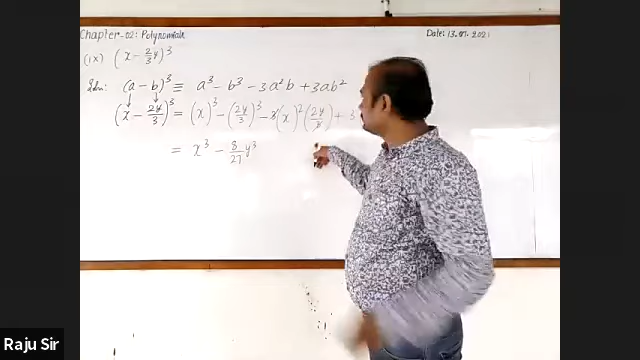 Chapter-02: Polynomials Date: 13.07.2021
(ix) (x - 2/3 y)³
Soln: (a - b)³ ≡ a³ - b³ - 3a²b + 3ab²
(x - 2y/3)³ = (x)³ - (2y/3)³ - 3(x)²(2y/3) + 3
= x³ - 8/27 y³
Raju Sir